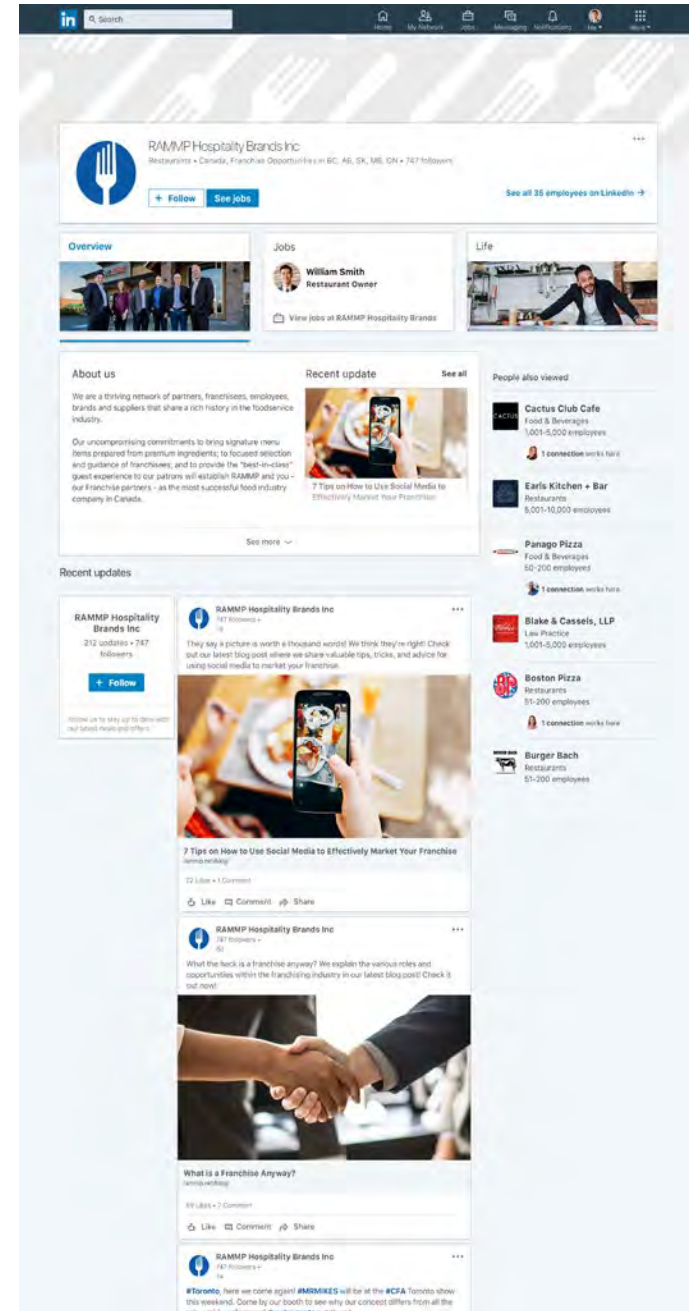 in
Search
Home
My Network
Jobs
Messaging
Notifications
Me
More
RAMMP Hospitality Brands Inc
Restaurants • Canada, Franchise Opportunities in BC, AB, SK, MB, ON • 747 followers
+ Follow
See jobs
See all 35 employees on LinkedIn →
Overview
Jobs
William Smith
Restaurant Owner
View jobs at RAMMP Hospitality Brands
Life
About us
We are a thriving network of partners, franchisees, employees,
brands and suppliers that share a rich history in the foodservice
industry.
Our uncompromising commitments to bring signature menu
items prepared from premium ingredients; to focused selection
and guidance of franchisees; and to provide the "best-in-class"
guest experience to our patrons will establish RAMMP and you -
our Franchise partners - as the most successful food industry
company in Canada.
Recent update
See all
7 Tips on How to Use Social Media to
Effectively Market Your Franchise
See more
People also viewed
CACTUS
Cactus Club Cafe
Food & Beverages
1,001-5,000 employees
1 connection works here
Earls Kitchen + Bar
Restaurants
5,001-10,000 employees
Panago Pizza
Food & Beverages
50-200 employees
1 connection works here
Blake & Cassels, LLP
Law Practice
1,001-5,000 employees
Boston Pizza
Restaurants
51-200 employees
1 connection works here
Burger Bach
Restaurants
51-200 employees
Recent updates
RAMMP Hospitality
Brands Inc
212 updates • 747
followers
+ Follow
Follow us to stay up to date with
our latest news and offers.
RAMMP Hospitality Brands Inc
747 followers •
They say a picture is worth a thousand words! We think they're right! Check
out our latest blog post where we share valuable tips, tricks, and advice for
using social media to market your franchise.
7 Tips on How to Use Social Media to Effectively Market Your Franchise
1 Comment
Like
Comment
Share
RAMMP Hospitality Brands Inc
747 followers •
What the heck is a franchise anyway? We explain the various roles and
opportunities within the franchising industry in our latest blog post! Check it
out now!
What is a Franchise Anyway?
Comment
Like
Comment
Share
RAMMP Hospitality Brands Inc
747 followers •
#Toronto, here we come again! #MRMIKES will be at the #CFA Toronto show
this weekend. Come by our booth to see why our concept differs from all the